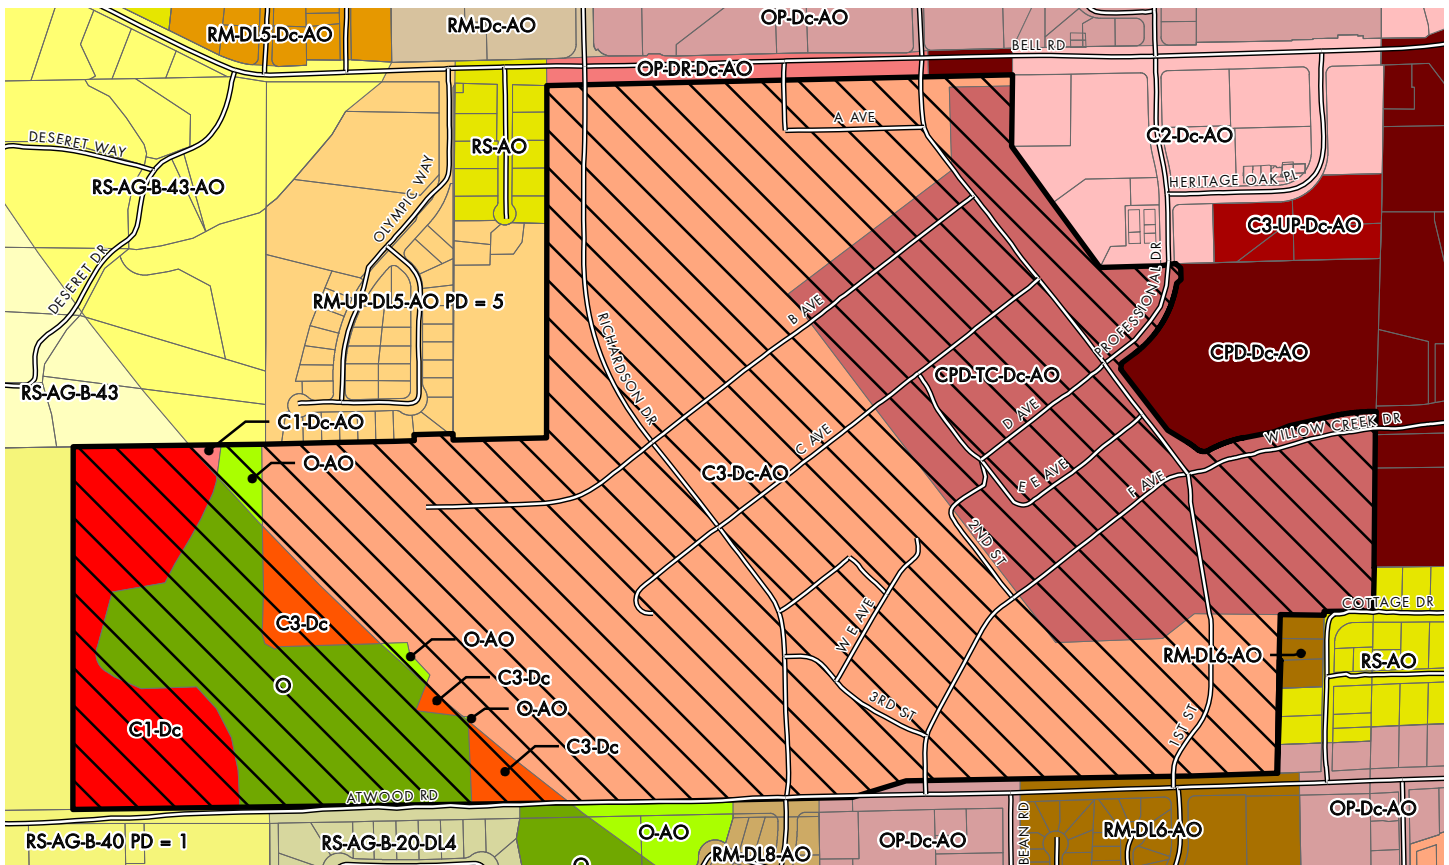 OP-Dc-AO
RM-Dc-AO
RM-DL5-Dc-AO
BELL RD
OP-DR-Dc-AO
A AVE
C2-Dc-AO
DESERET WAY
RS-AO
RS-AG-B-43-AO
HERITAGE OAK PL
OLYMPIC WAY
C3-UP-Dc-AO
DESERET DR
PROFESSIONAL DR
RM-UP-DL5-AO PD = 5
B AVE
CPD-Dc-AO
RICHARDSON DR
CPD-TC-Dc-AO
RS-AG-B-43
D AVE
C1-Dc-AO
WILLOW CREEK DR
C AVE
O-AO
C3-Dc-AO
E E AVE
F AVE
2ND ST
COTTAGE DR
C3-Dc
W E AVE
O-AO
RM-DL6-AO
RS-AO
C3-Dc
O
O-AO
3RD ST
1ST ST
C1-Dc
C3-Dc
ATWOOD RD
OP-Dc-AO
RS-AG-B-40 PD = 1
RS-AG-B-20-DL4
O-AO
RM-DL8-AO
OP-Dc-AO
BEAN RD
RM-DL6-AO
O